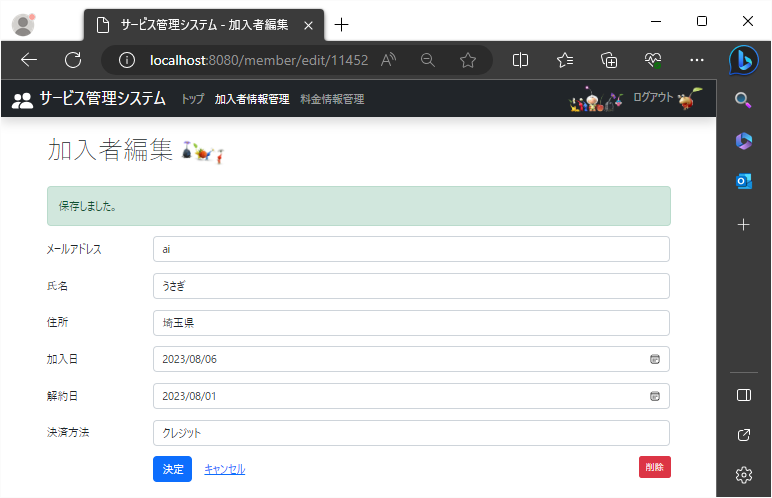 サービス管理システム - 加入者編集
localhost:8080/member/edit/11452
サービス管理システム トップ 加入者情報管理 料金情報管理 ログアウト
加入者編集
保存しました。
メールアドレス ai
氏名 うさぎ
住所 埼玉県
加入日 2023/08/06
解約日 2023/08/01
決済方法 クレジット
決定 キャンセル 削除